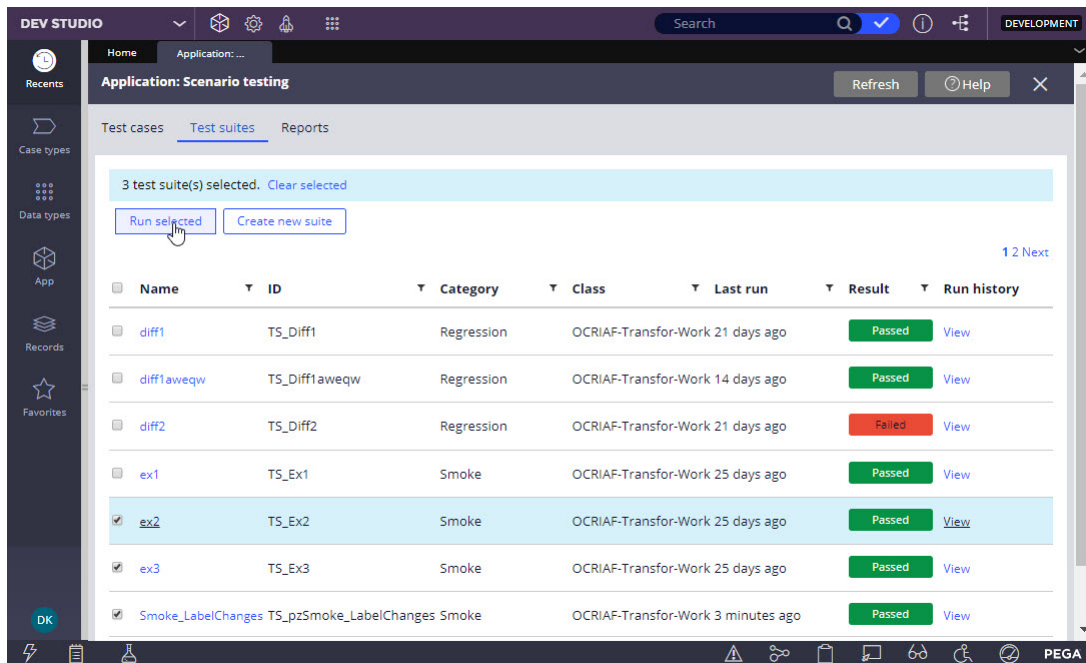 DEV STUDIO
Search
DEVELOPMENT
Home
Application: ...
Recents
Application: Scenario testing
Refresh
Help
Test cases
Test suites
Reports
Case types
3 test suite(s) selected. Clear selected
Data types
Run selected
Create new suite
1 2 Next
App
Name ID Category Class Last run Result Run history
diff1 TS_Diff1 Regression OCRIAF-Transfor-Work 21 days ago Passed View
Records
diff1aweqw TS_Diff1aweqw Regression OCRIAF-Transfor-Work 14 days ago Passed View
Favorites
diff2 TS_Diff2 Regression OCRIAF-Transfor-Work 21 days ago Failed View
ex1 TS_Ex1 Smoke OCRIAF-Transfor-Work 25 days ago Passed View
ex2 TS_Ex2 Smoke OCRIAF-Transfor-Work 25 days ago Passed View
ex3 TS_Ex3 Smoke OCRIAF-Transfor-Work 25 days ago Passed View
Smoke_LabelChanges TS_pzSmoke_LabelChanges Smoke OCRIAF-Transfor-Work 3 minutes ago Passed View
DK
PEGA